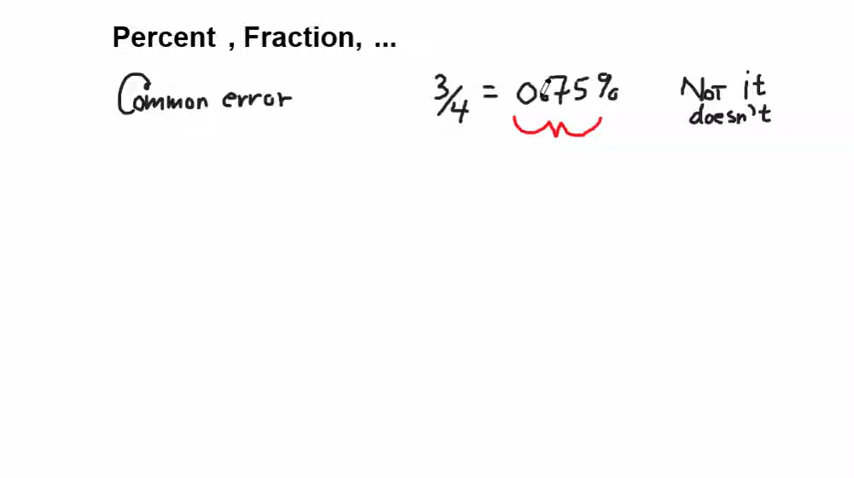 Percent , Fraction, ...
Common error 3/4 = 0.75% Not it
doesn't